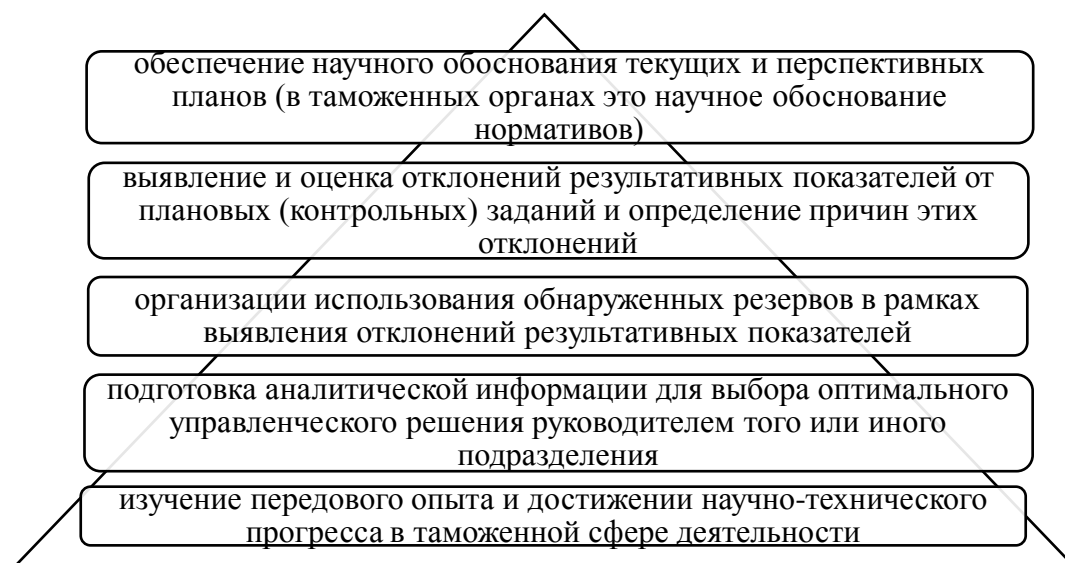 обеспечение научного обоснования текущих и перспективных
планов (в таможенных органах это научное обоснование
нормативов)
выявление и оценка отклонений результативных показателей от
плановых (контрольных) заданий и определение причин этих
отклонений
организации использования обнаруженных резервов в рамках
выявления отклонений результативных показателей
подготовка аналитической информации для выбора оптимального
управленческого решения руководителем того или иного
подразделения
изучение передового опыта и достижении научно-технического
прогресса в таможенной сфере деятельности